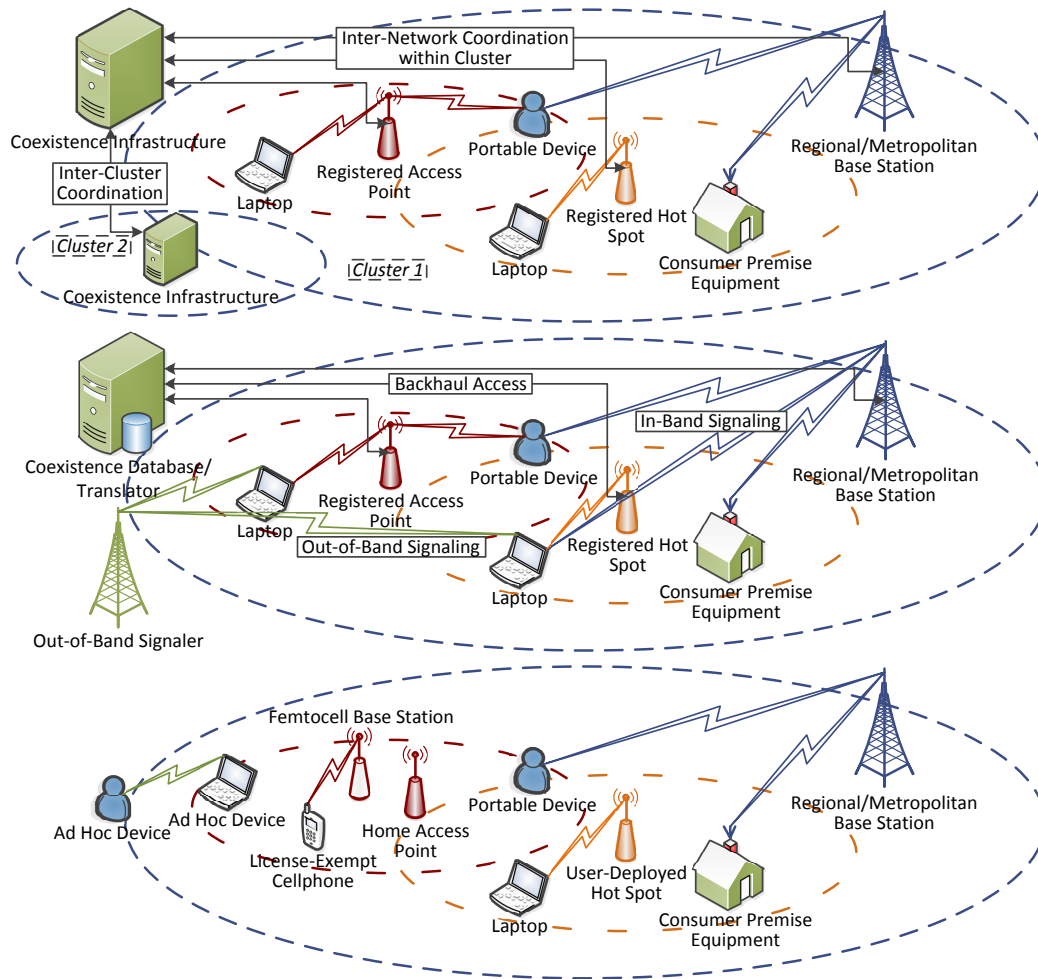 Inter-Network Coordination
within Cluster
Coexistence Infrastructure
Inter-Cluster
Coordination
Laptop
Registered Access
Point
Portable Device
Registered Hot
Spot
Laptop
Regional/Metropolitan
Base Station
Consumer Premise
Equipment
Cluster 2
Cluster 1
Coexistence Infrastructure
Backhaul Access
In-Band Signaling
Coexistence Database/
Translator
Laptop
Registered Access
Point
Portable Device
Regional/Metropolitan
Base Station
Out-of-Band Signaling
Laptop
Registered Hot
Spot
Consumer Premise
Equipment
Out-of-Band Signaler
Femtocell Base Station
Ad Hoc Device
Ad Hoc Device
License-Exempt
Cellphone
Home Access
Point
Portable Device
Regional/Metropolitan
Base Station
Laptop
User-Deployed
Hot Spot
Consumer Premise
Equipment